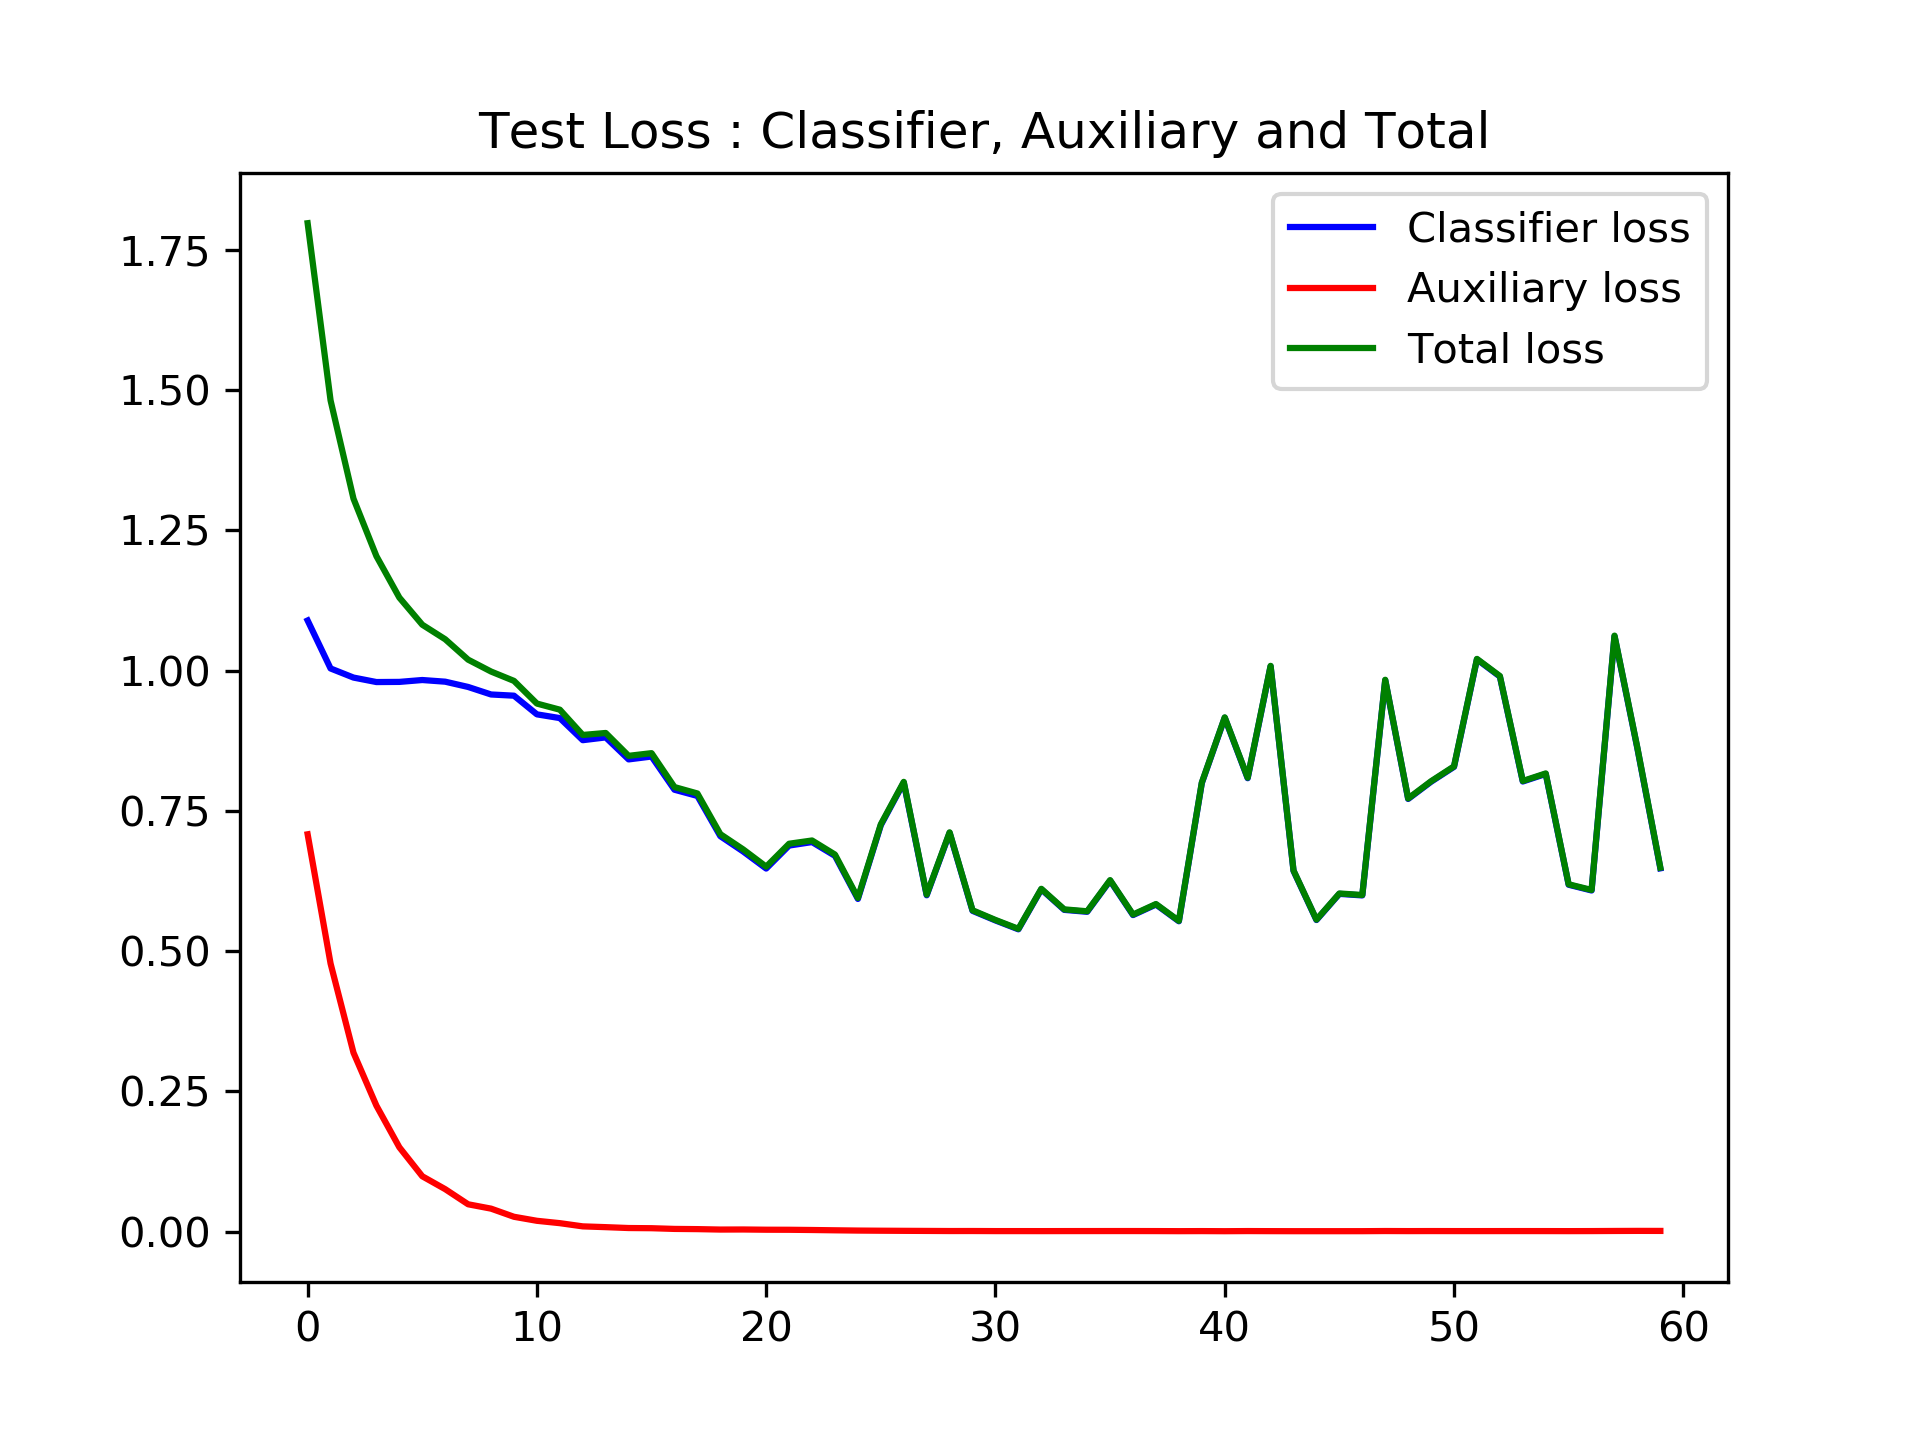 Test Loss : Classifier, Auxiliary and Total
Classifier loss
Auxiliary loss
Total loss
1.75
1.50
1.25
1.00
0.75
0.50
0.25
0.00
0 10 20 30 40 50 60